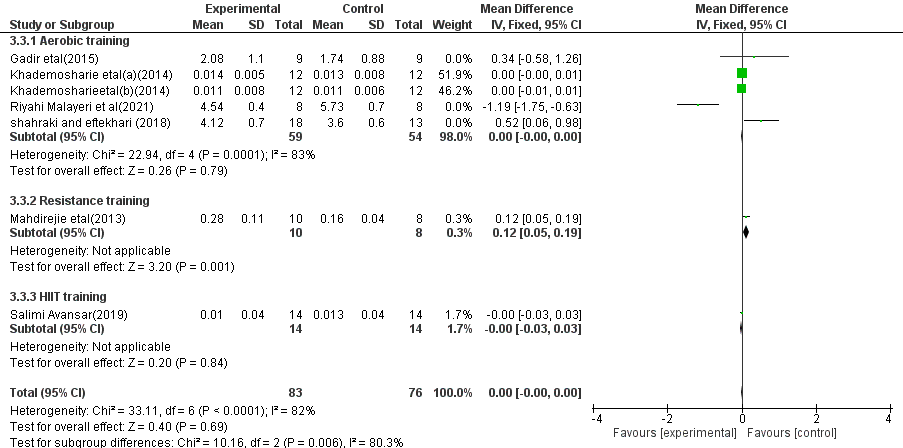 Experimental Control Mean Difference Mean Difference
Study or Subgroup Mean SD Total Mean SD Total Weight IV, Fixed, 95% CI IV, Fixed, 95% CI
3.3.1 Aerobic training
Gadir etal(2015) 2.08 1.1 9 1.74 0.88 9 0.0% 0.34 [-0.58, 1.26]
Khademosharie etal(a)(2014) 0.014 0.005 12 0.013 0.008 12 51.9% 0.00 [-0.00, 0.01]
Khademosharieetal(b)(2014) 0.011 0.008 12 0.011 0.006 12 46.2% 0.00 [-0.01, 0.01]
Riyahi Malayeri et al(2021) 4.54 0.4 8 5.73 0.7 8 0.0% -1.19 [-1.75, -0.63]
shahraki and eftekhari (2018) 4.12 0.7 18 3.6 0.6 13 0.0% 0.52 [0.06, 0.98]
Subtotal (95% CI) 59 54 98.0% 0.00 [-0.00, 0.00]
Heterogeneity: Chi² = 22.94, df = 4 (P = 0.0001); I² = 83%
Test for overall effect: Z = 0.26 (P = 0.79)
3.3.2 Resistance training
Mahdirejie etal(2013) 0.28 0.11 10 0.16 0.04 8 0.3% 0.12 [0.05, 0.19]
Subtotal (95% CI) 10 8 0.3% 0.12 [0.05, 0.19]
Heterogeneity: Not applicable
Test for overall effect: Z = 3.20 (P = 0.001)
3.3.3 HIIT training
Salimi Avansar(2019) 0.01 0.04 14 0.013 0.04 14 1.7% -0.00 [-0.03, 0.03]
Subtotal (95% CI) 14 14 1.7% -0.00 [-0.03, 0.03]
Heterogeneity: Not applicable
Test for overall effect: Z = 0.20 (P = 0.84)
Total (95% CI) 83 76 100.0% 0.00 [-0.00, 0.00]
Heterogeneity: Chi² = 33.11, df = 6 (P < 0.0001); I² = 82%
Test for overall effect: Z = 0.40 (P = 0.69)
Test for subgroup differences: Chi² = 10.16, df = 2 (P = 0.006), I² = 80.3%
-4 -2 0 2 4
Favours [experimental] Favours [control]